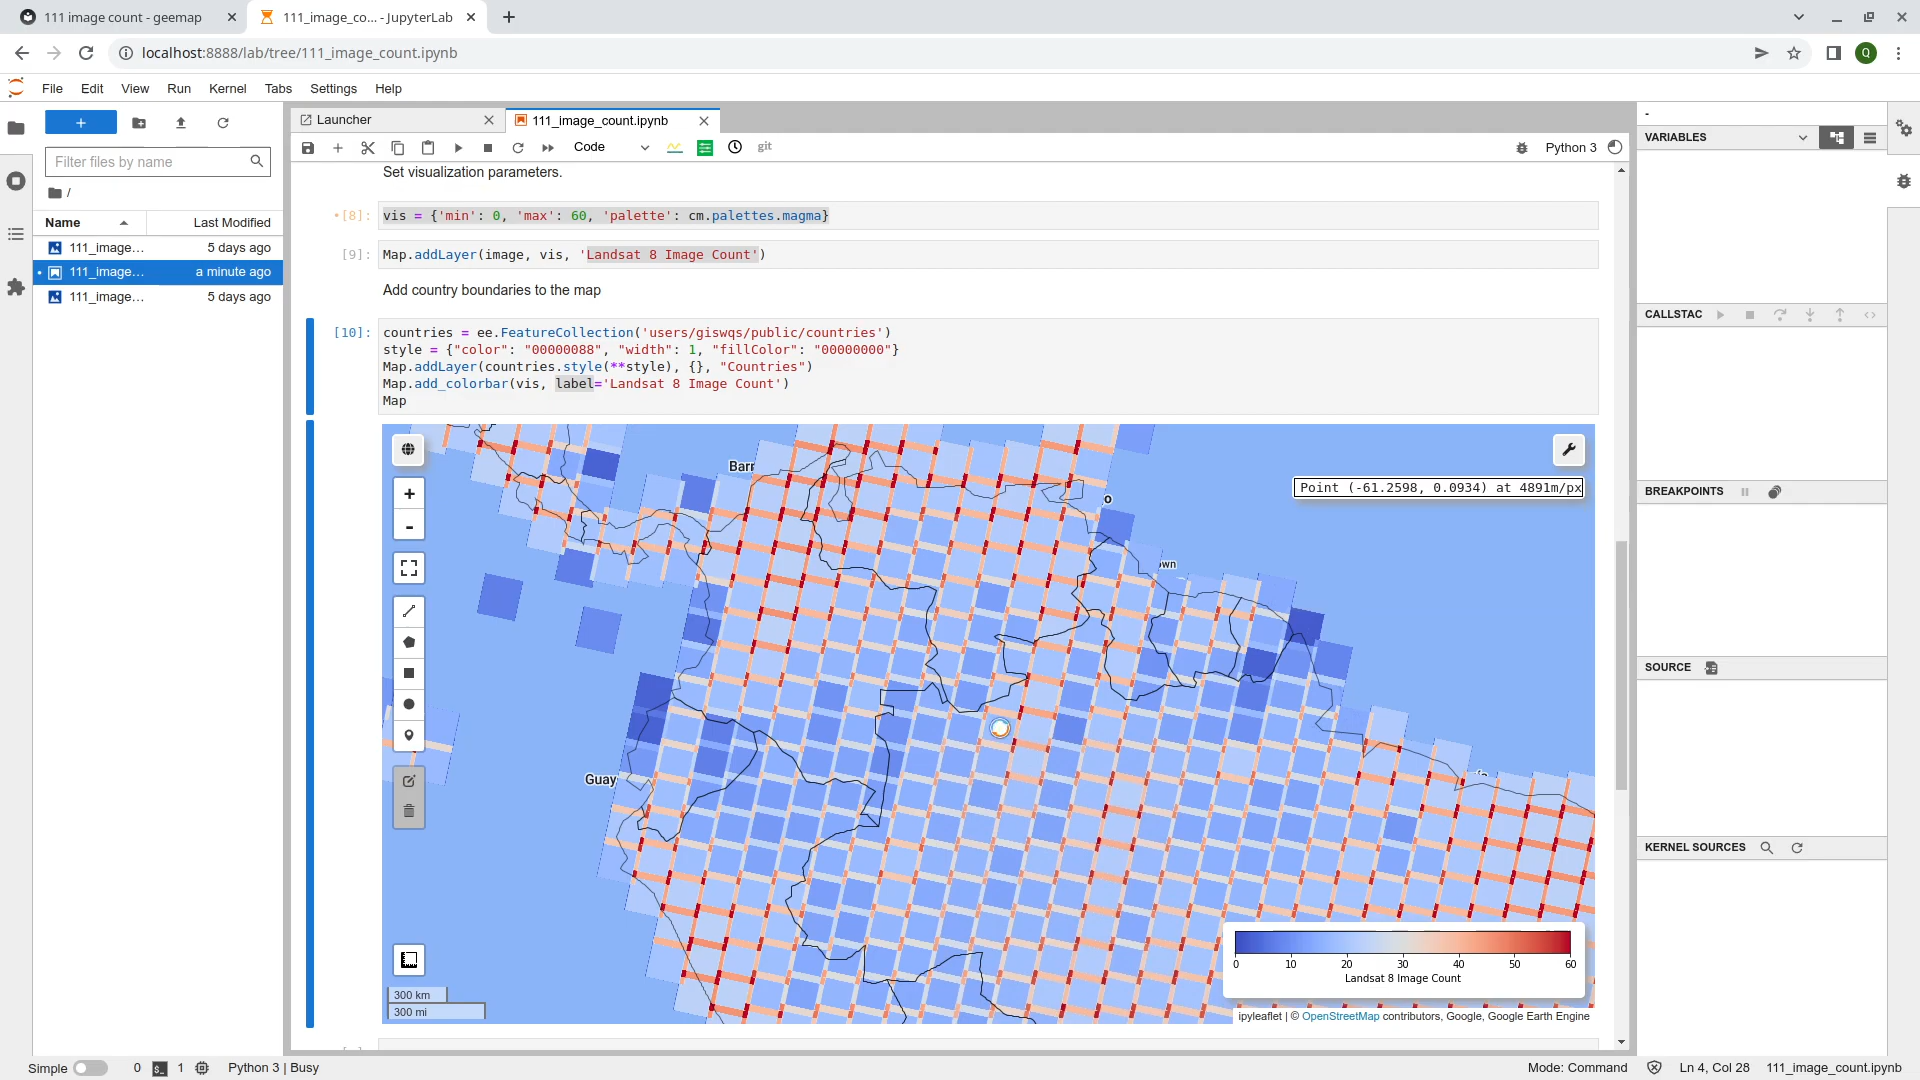 111 image count - geemap
111_image_co... - JupyterLab
localhost:8888/lab/tree/111_image_count.ipynb
Q
File Edit View Run Kernel Tabs Settings Help
Launcher
111_image_count.ipynb
Filter files by name
/
Name Last Modified
111_image... 5 days ago
111_image... a minute ago
111_image... 5 days ago
Code
git
Python 3
Set visualization parameters.
[8]: vis = {'min': 0, 'max': 60, 'palette': cm.palettes.magma}
[9]: Map.addLayer(image, vis, 'Landsat 8 Image Count')
Add country boundaries to the map
[10]: countries = ee.FeatureCollection('users/giswqs/public/countries')
style = {"color": "00000088", "width": 1, "fillColor": "00000000"}
Map.addLayer(countries.style(**style), {}, "Countries")
Map.add_colorbar(vis, label='Landsat 8 Image Count')
Map
Point (-61.2598, 0.0934) at 4891m/px
Barr
o
wn
Guay
+
-
0 10 20 30 40 50 60
Landsat 8 Image Count
300 km
300 mi
ipyleaflet | © OpenStreetMap contributors, Google, Google Earth Engine
-
VARIABLES
CALLSTAC
BREAKPOINTS
SOURCE
KERNEL SOURCES
Simple 0 1 Python 3 | Busy
Mode: Command Ln 4, Col 28 111_image_count.ipynb